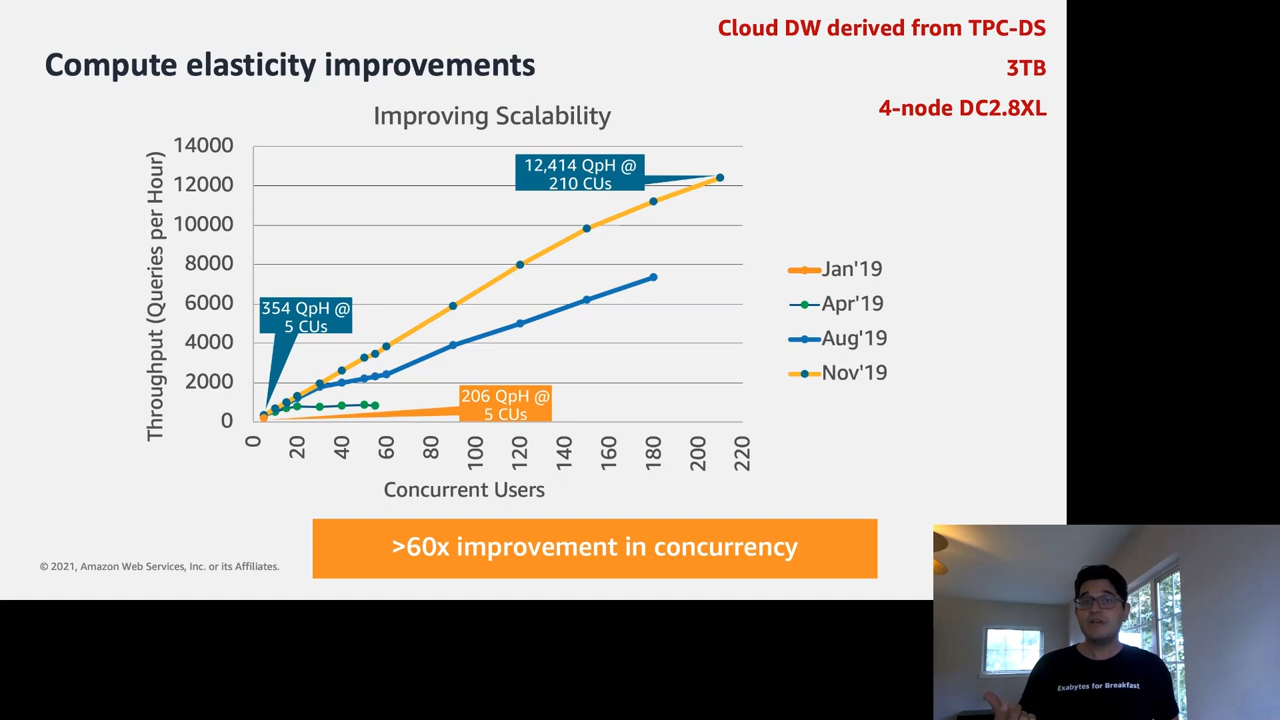 Cloud DW derived from TPC-DS
Compute elasticity improvements
3TB
4-node DC2.8XL
Improving Scalability
Throughput (Queries per Hour)
14000
12000
10000
8000
6000
4000
2000
0
12,414 QpH @
210 CUs
354 QpH @
5 CUs
206 QpH @
5 CUs
0
20
40
60
80
100
120
140
160
180
200
220
Concurrent Users
Jan'19
Apr'19
Aug'19
Nov'19
>60x improvement in concurrency
© 2021, Amazon Web Services, Inc. or its Affiliates.
Exabytes for Breakfast